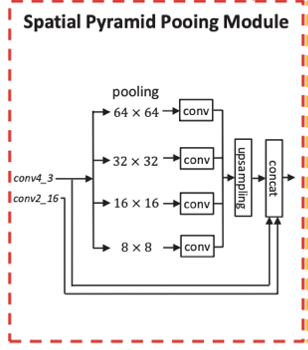 Spatial Pyramid Pooing Module
pooling
64 × 64
conv
32 × 32
conv
conv4_3
conv2_16
16 × 16
conv
8 × 8
conv
upsampling
concat